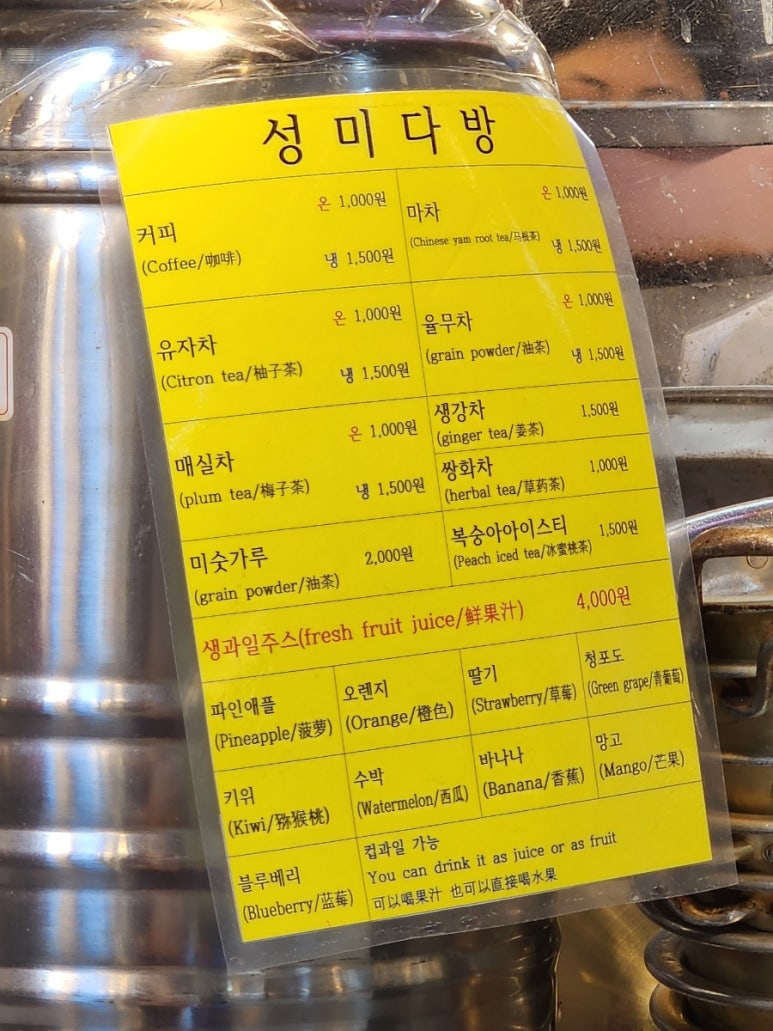 성미다방
온 1,000원
커피
(Coffee/咖啡)
냉 1,500원
온 1,000원
마차
(Chinese yam root tea/马根茶)
냉 1,500원
온 1,000원
유자차
(Citron tea/柚子茶)
냉 1,500원
온 1,000원
율무차
(grain powder/油茶)
냉 1,500원
온 1,000원
매실차
(plum tea/梅子茶)
냉 1,500원
생강차 1,500원
(ginger tea/姜茶)
쌍화차 1,000원
(herbal tea/草药茶)
미숫가루 2,000원
(grain powder/油茶)
복숭아아이스티 1,500원
(Peach iced tea/冰蜜桃茶)
생과일주스(fresh fruit juice/鲜果汁) 4,000원
파인애플
(Pineapple/菠萝)
오렌지
(Orange/橙色)
딸기
(Strawberry/草莓)
청포도
(Green grape/青葡萄)
키위
(Kiwi/猕猴桃)
수박
(Watermelon/西瓜)
바나나
(Banana/香蕉)
망고
(Mango/芒果)
블루베리
(Blueberry/蓝莓)
컵과일 가능
You can drink it as juice or as fruit
可以喝果汁 也可以直接喝水果